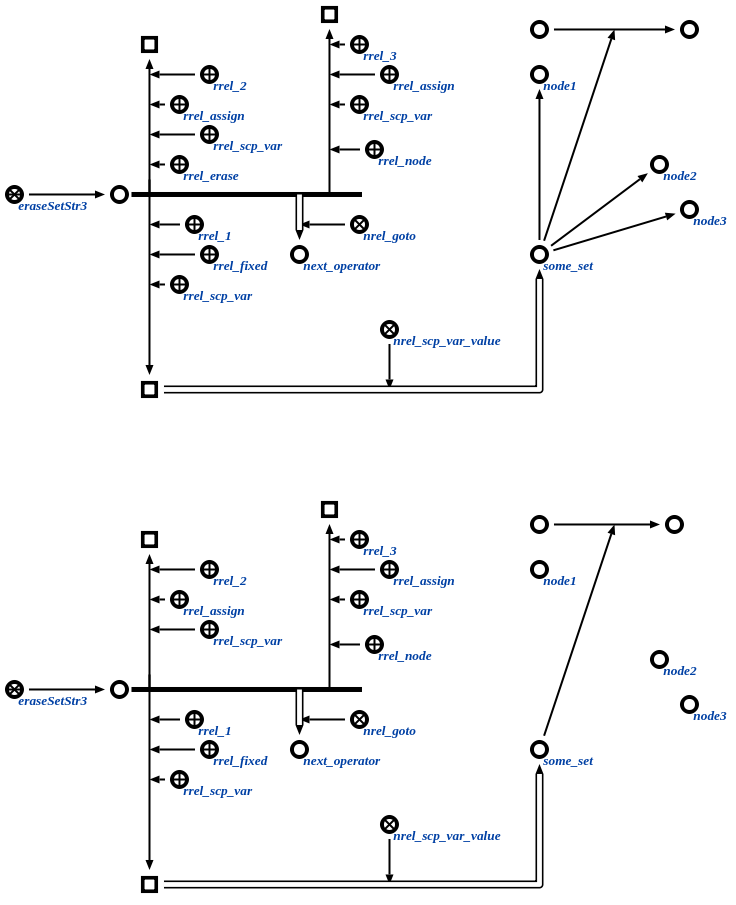 rrel_3
node1
rrel_2
rrel_assign
rrel_assign
rrel_scp_var
rrel_scp_var
rrel_node
rrel_erase
node2
eraseSetStr3
node3
rrel_1
nrel_goto
rrel_fixed
next_operator
some_set
rrel_scp_var
nrel_scp_var_value
rrel_3
node1
rrel_2
rrel_assign
rrel_assign
rrel_scp_var
rrel_scp_var
rrel_node
node2
eraseSetStr3
node3
rrel_1
nrel_goto
rrel_fixed
next_operator
some_set
rrel_scp_var
nrel_scp_var_value